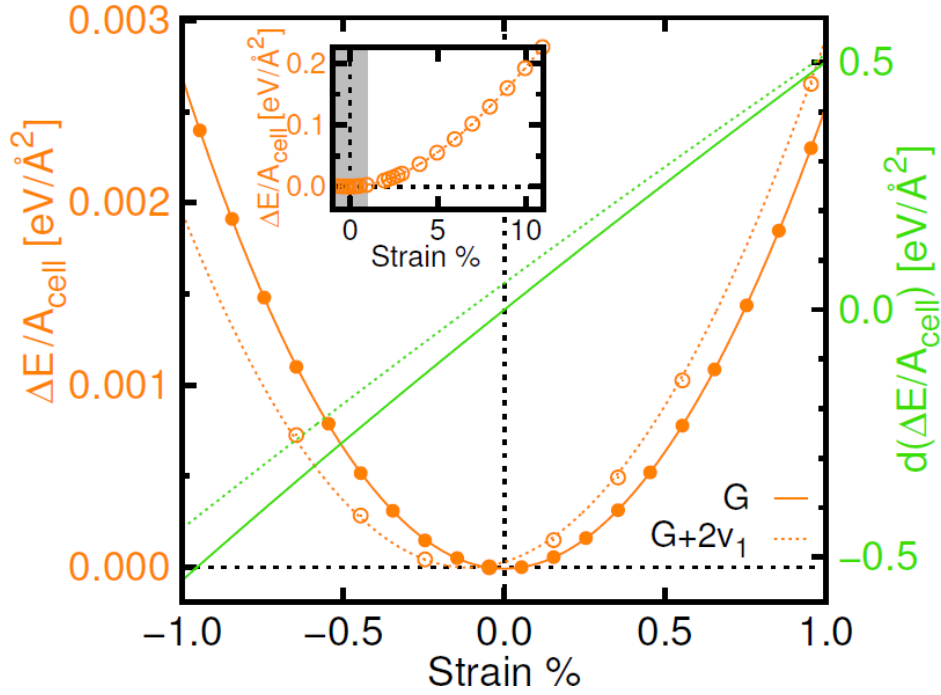 0.003
0.002
0.001
0.000
ΔE/A_cell [eV/Å²]
0.2
0.1
0.0
ΔE/A_cell [eV/Å²]
0 5 10
Strain %
0.5
0.0
−0.5
d(ΔE/A_cell) [eV/Å²]
G
G+2v₁
−1.0 −0.5 0.0 0.5 1.0
Strain %